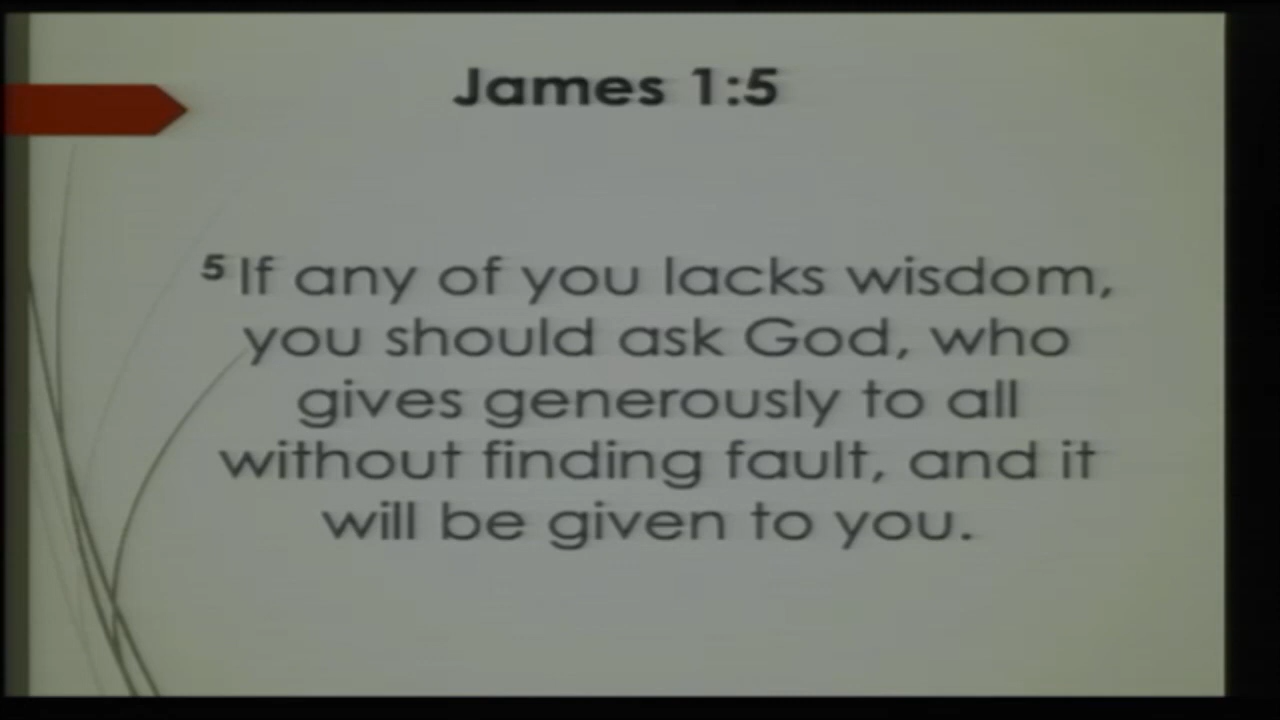 James 1:5
5 If any of you lacks wisdom,
you should ask God, who
gives generously to all
without finding fault, and it
will be given to you.